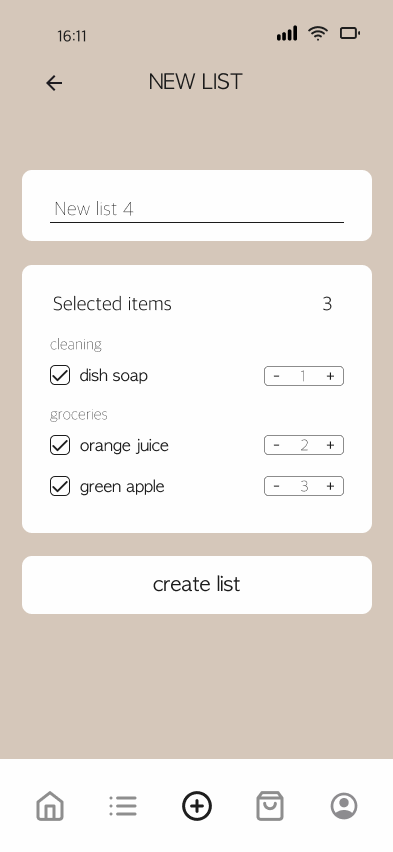 16:11
NEW LIST
New list 4
Selected items 3
cleaning
dish soap - 1 +
groceries
orange juice - 2 +
green apple - 3 +
create list